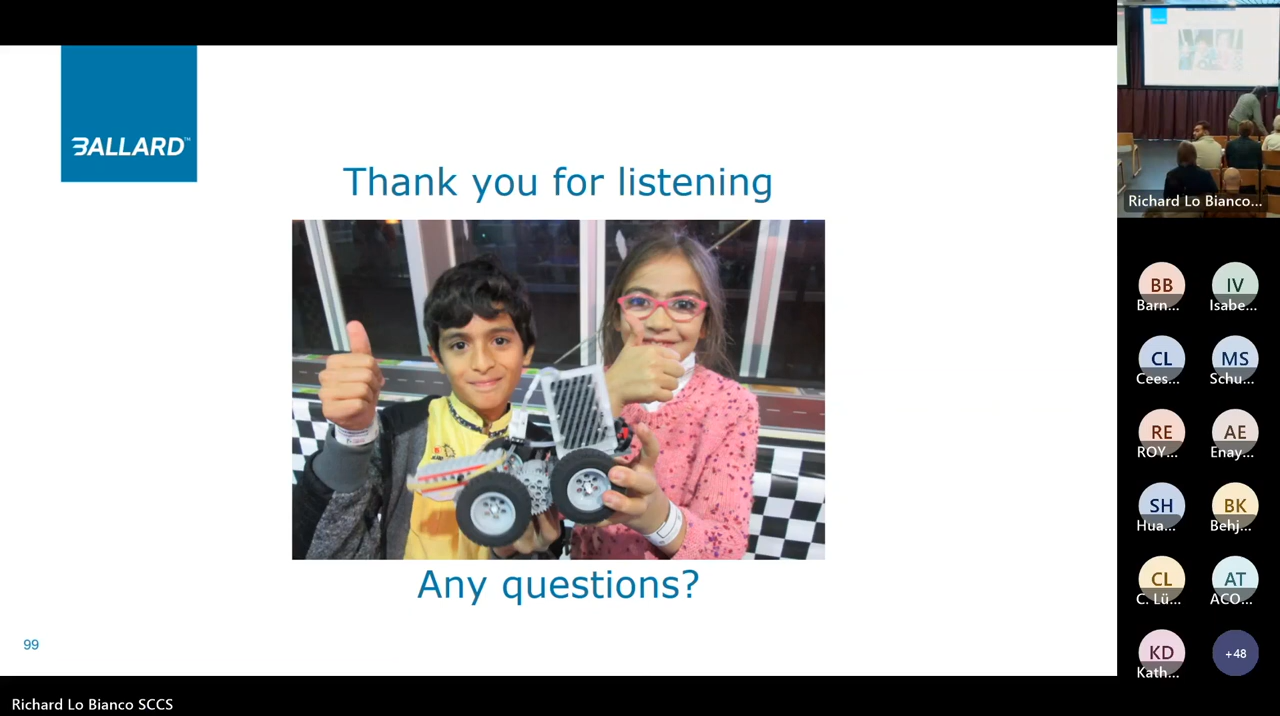 BALLARD™
Thank you for listening
Any questions?
99
Richard Lo Bianco SCCS
Richard Lo Bianco...
BB
Barn...
IV
Isabe...
CL
Cees...
MS
Schu...
RE
ROY...
AE
Enay...
SH
Hua...
BK
Behj...
CL
C. Lü...
AT
ACO...
KD
Kath...
+48